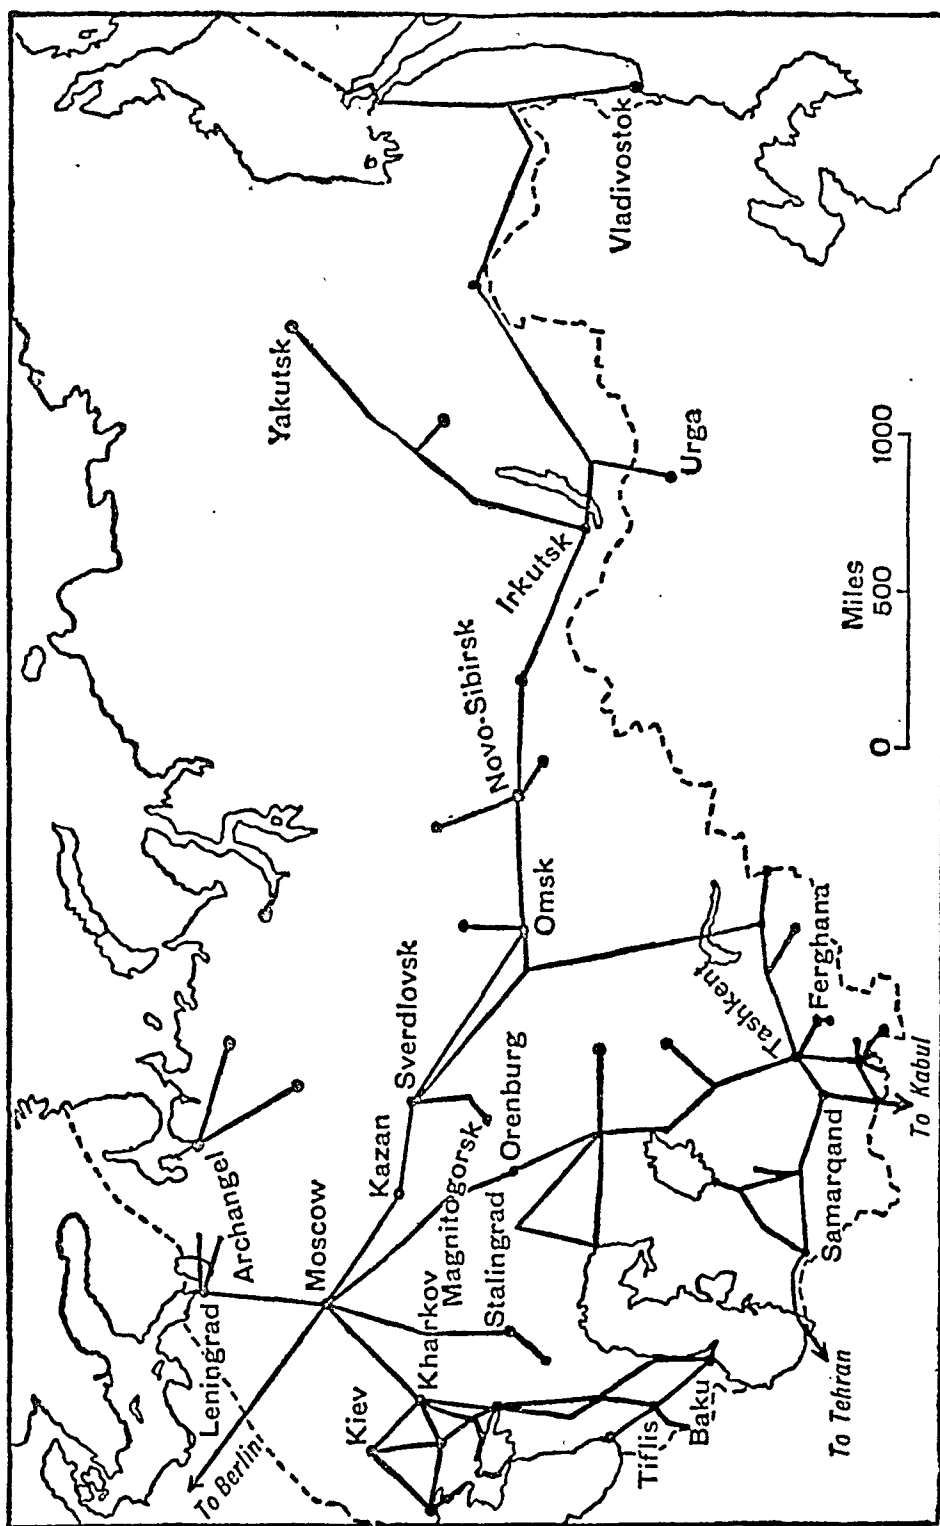 To Berlin
Leningrad
Archangel
Kiev
Moscow
Kharkov
Kazan
Sverdlovsk
Magnitogorsk
Stalingrad
Orenburg
Omsk
Novo-Sibirsk
Irkutsk
Yakutsk
Urga
Vladivostok
Tiflis
Baku
Tashkent
Ferghana
Samarqand
To Tehran
To Kabul
Miles
0 500 1000